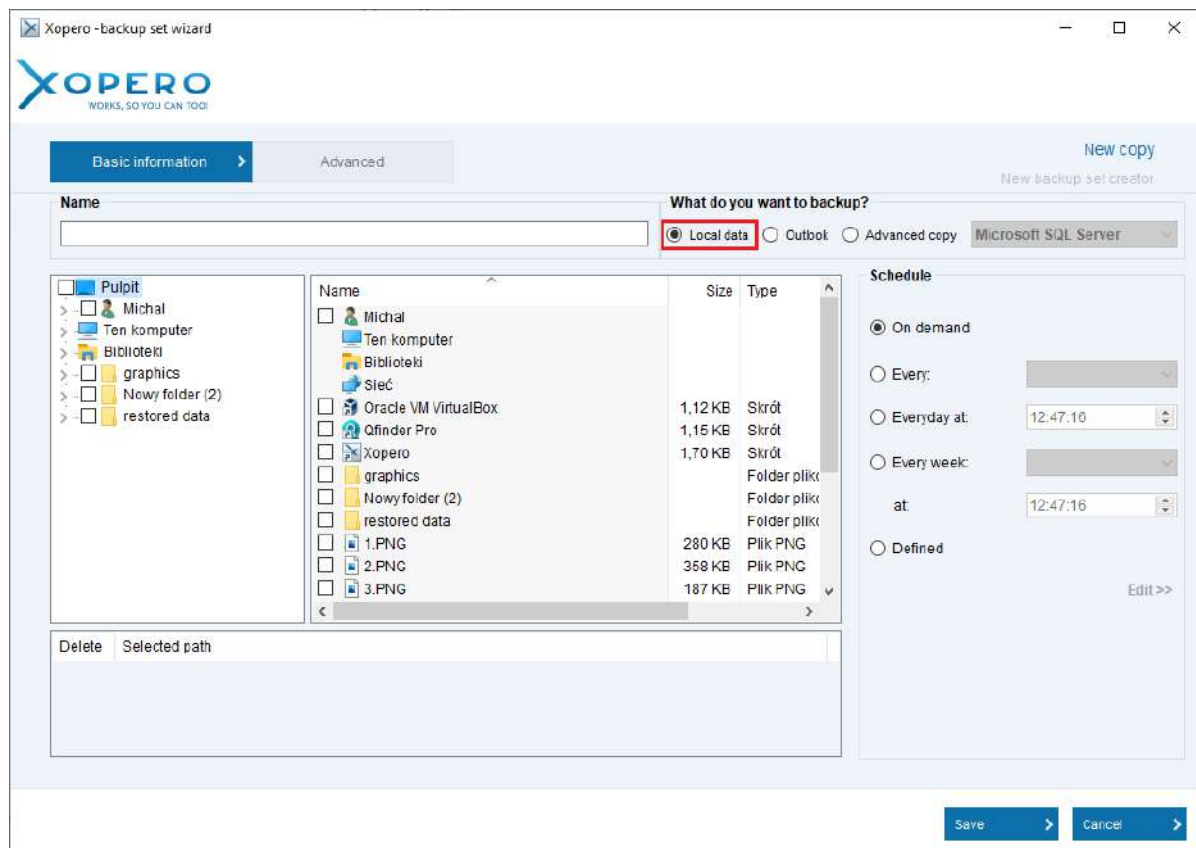 Xopero -backup set wizard
XOPERO
WORKS, SO YOU CAN TOO!
Basic information
Advanced
New copy
New backup set creator
Name
What do you want to backup?
Local data
Outlook
Advanced copy
Microsoft SQL Server
Pulpit
Michal
Ten komputer
Biblioteki
graphics
Nowy folder (2)
restored data
Name Size Type
Michal
Ten komputer
Biblioteki
Sieć
Oracle VM VirtualBox 1,12 KB Skrót
Qfinder Pro 1,15 KB Skrót
Xopero 1,70 KB Skrót
graphics Folder plikó
Nowy folder (2) Folder plikó
restored data Folder plikó
1.PNG 280 KB Plik PNG
2.PNG 358 KB Plik PNG
3.PNG 187 KB Plik PNG
Schedule
On demand
Every:
Everyday at: 12:47:16
Every week:
at: 12:47:16
Defined
Edit >>
Delete Selected path
Save
Cancel